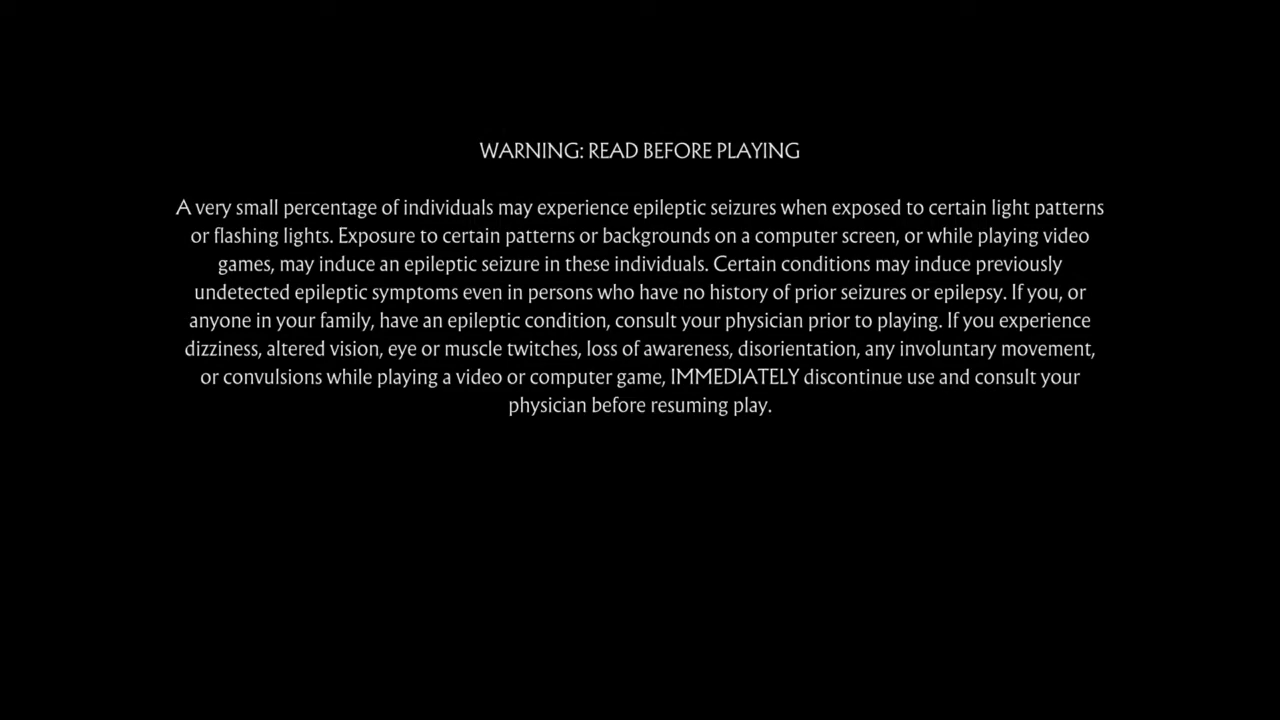 WARNING: READ BEFORE PLAYING
A very small percentage of individuals may experience epileptic seizures when exposed to certain light patterns
or flashing lights. Exposure to certain patterns or backgrounds on a computer screen, or while playing video
games, may induce an epileptic seizure in these individuals. Certain conditions may induce previously
undetected epileptic symptoms even in persons who have no history of prior seizures or epilepsy. If you, or
anyone in your family, have an epileptic condition, consult your physician prior to playing. If you experience
dizziness, altered vision, eye or muscle twitches, loss of awareness, disorientation, any involuntary movement,
or convulsions while playing a video or computer game, IMMEDIATELY discontinue use and consult your
physician before resuming play.